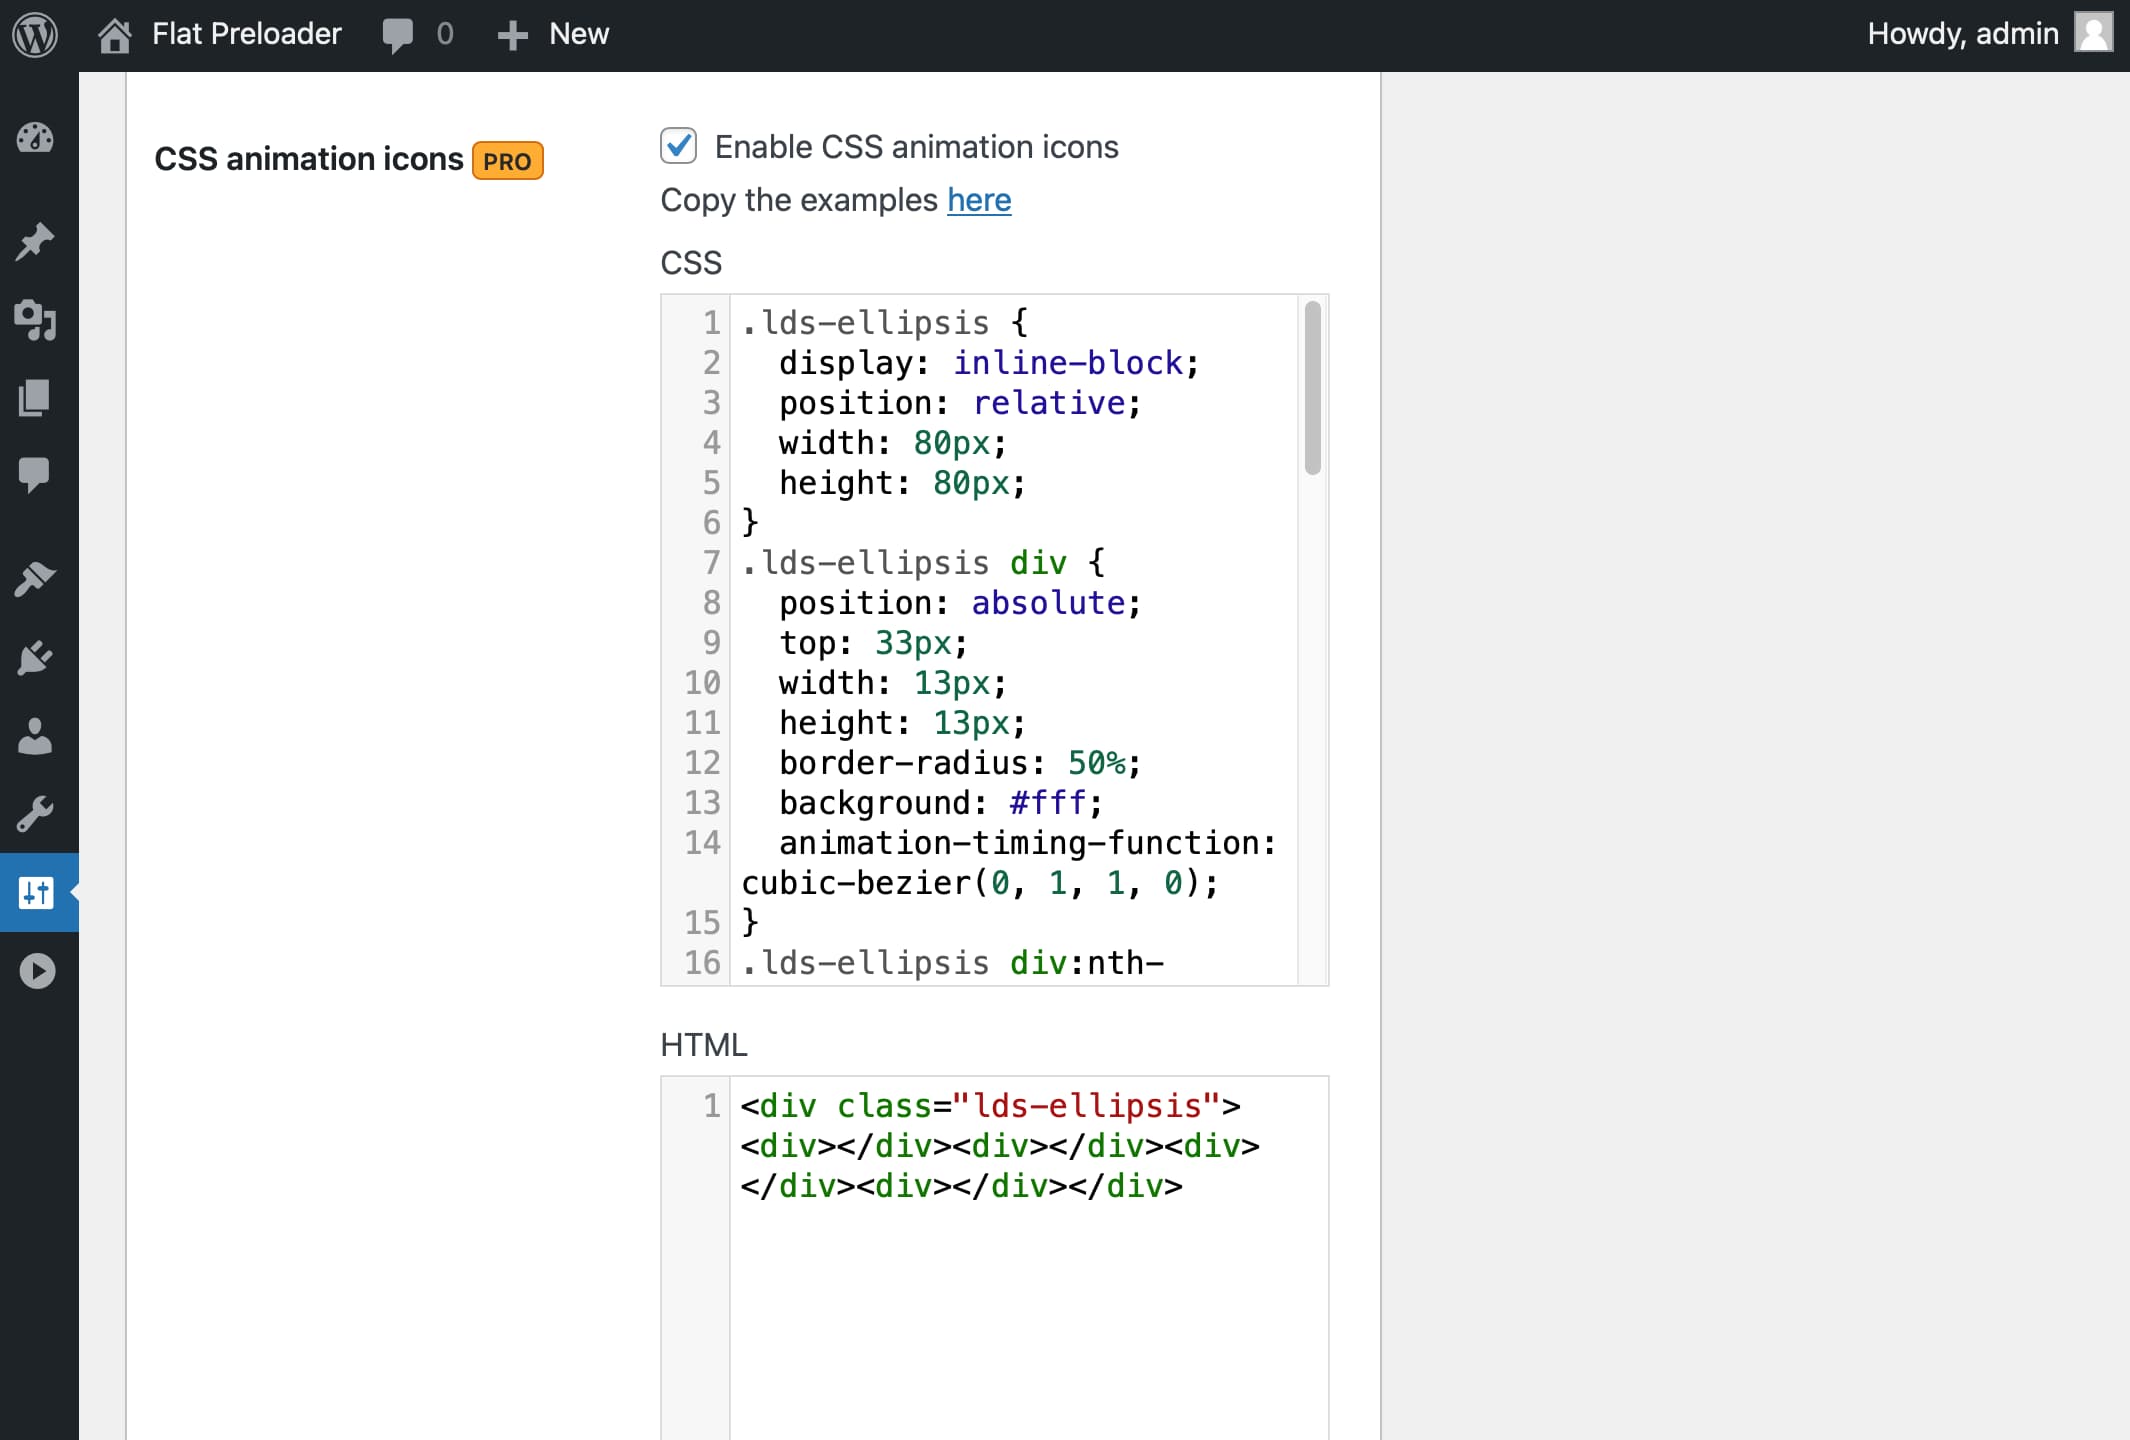 Flat Preloader 0 New Howdy, admin
CSS animation icons PRO
Enable CSS animation icons
Copy the examples here
CSS
1 .lds-ellipsis {
2 display: inline-block;
3 position: relative;
4 width: 80px;
5 height: 80px;
6 }
7 .lds-ellipsis div {
8 position: absolute;
9 top: 33px;
10 width: 13px;
11 height: 13px;
12 border-radius: 50%;
13 background: #fff;
14 animation-timing-function:
cubic-bezier(0, 1, 1, 0);
15 }
16 .lds-ellipsis div:nth-
HTML
1 <div class="lds-ellipsis">
<div></div><div></div><div>
</div><div></div></div>